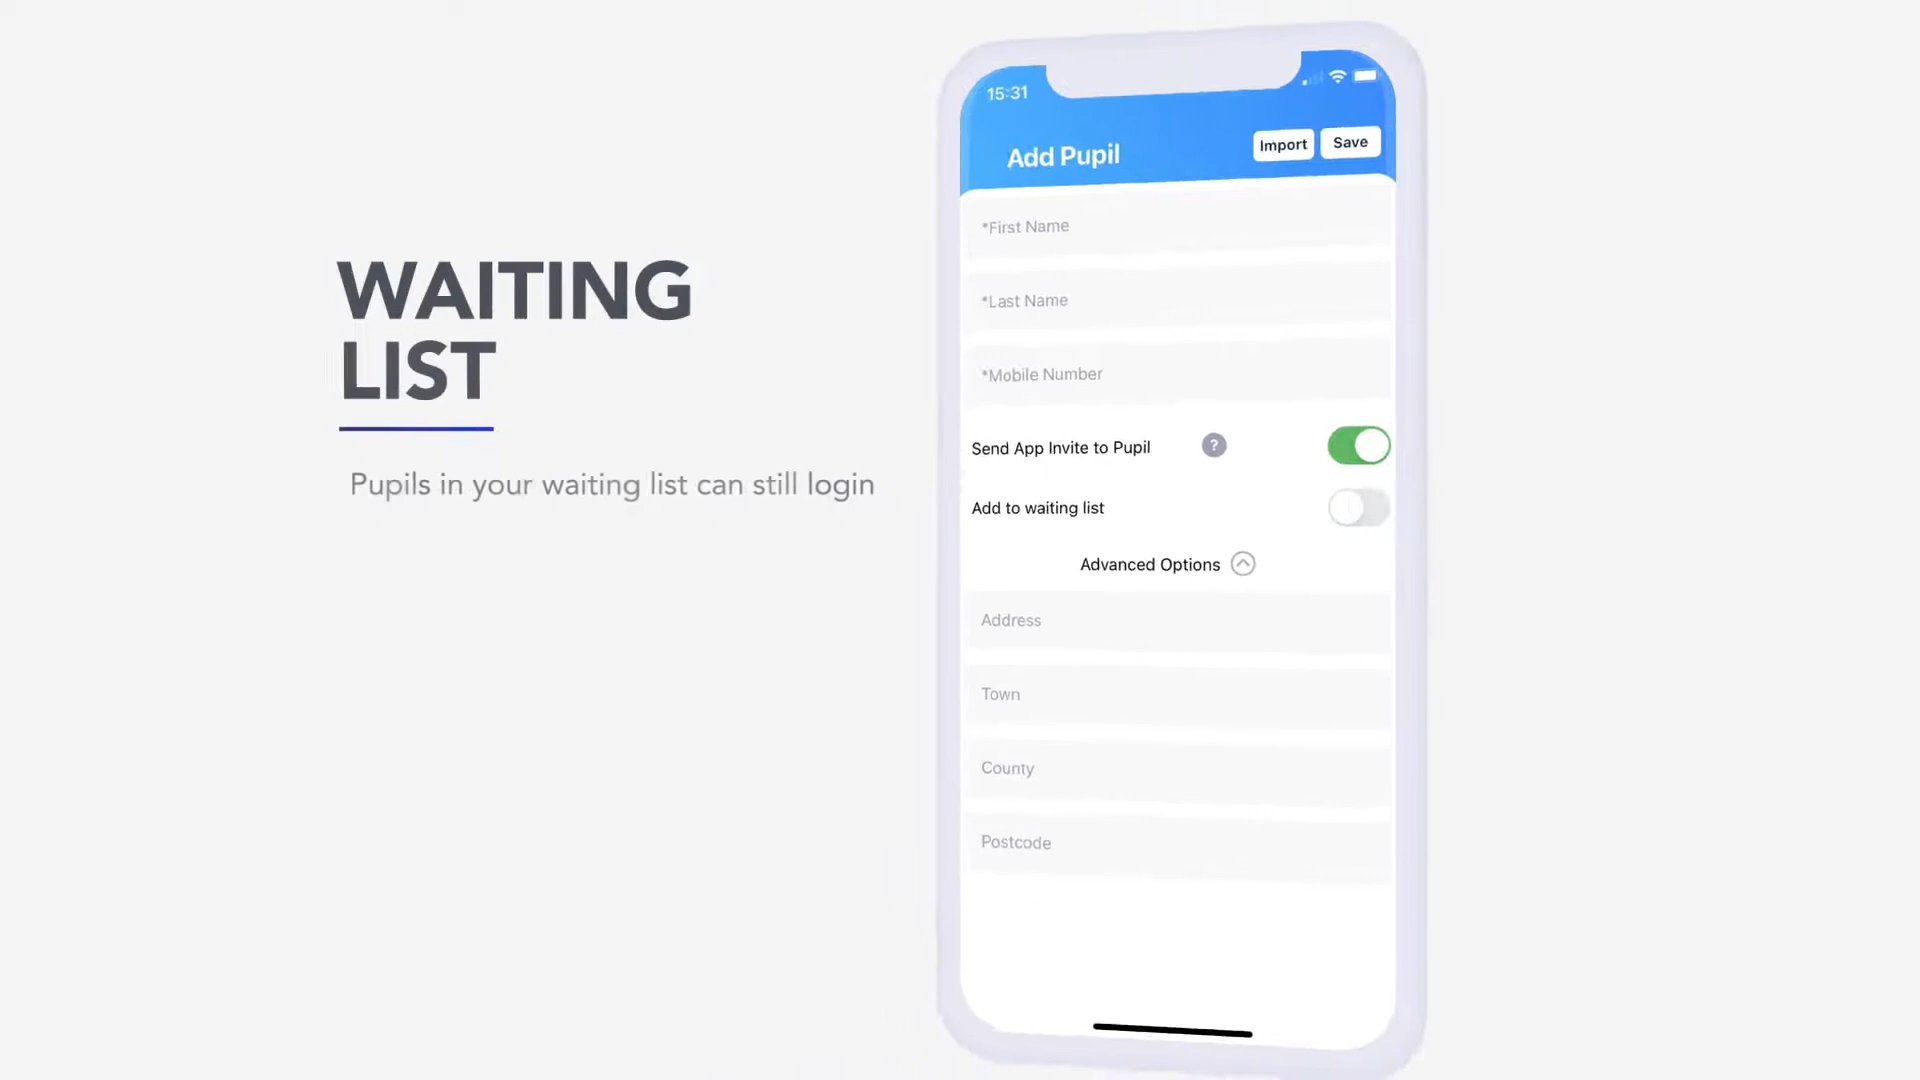 WAITING
LIST
Pupils in your waiting list can still login
15:31
Add Pupil
Import
Save
*First Name
*Last Name
*Mobile Number
Send App Invite to Pupil
?
Add to waiting list
Advanced Options
Address
Town
County
Postcode